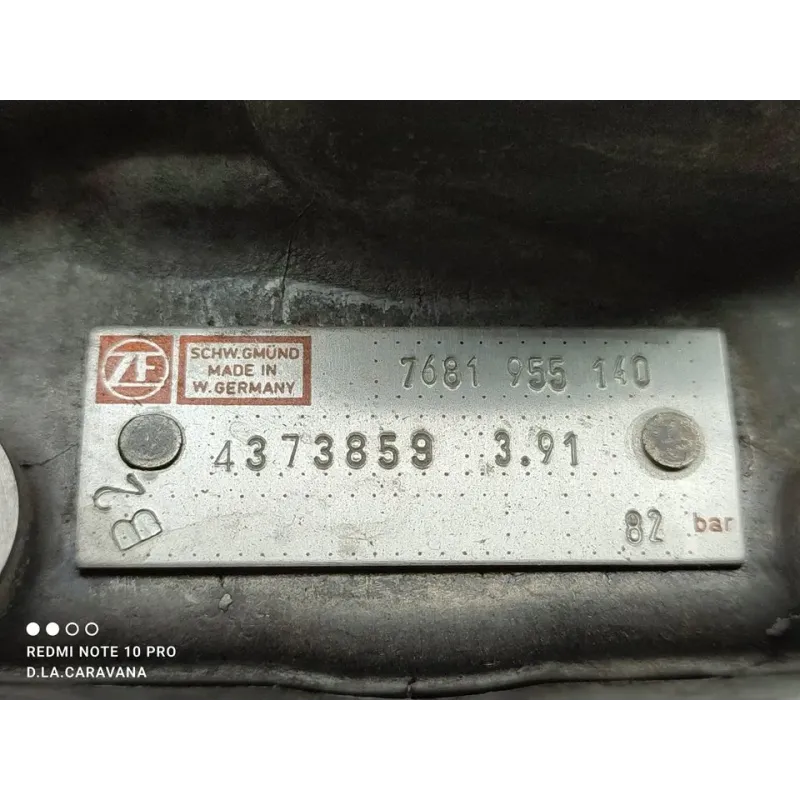 ZF
SCHW.GMÜND
MADE IN
W.GERMANY
7681 955 140
4373859 3.91
B2
82 bar
REDMI NOTE 10 PRO
D.LA.CARAVANA